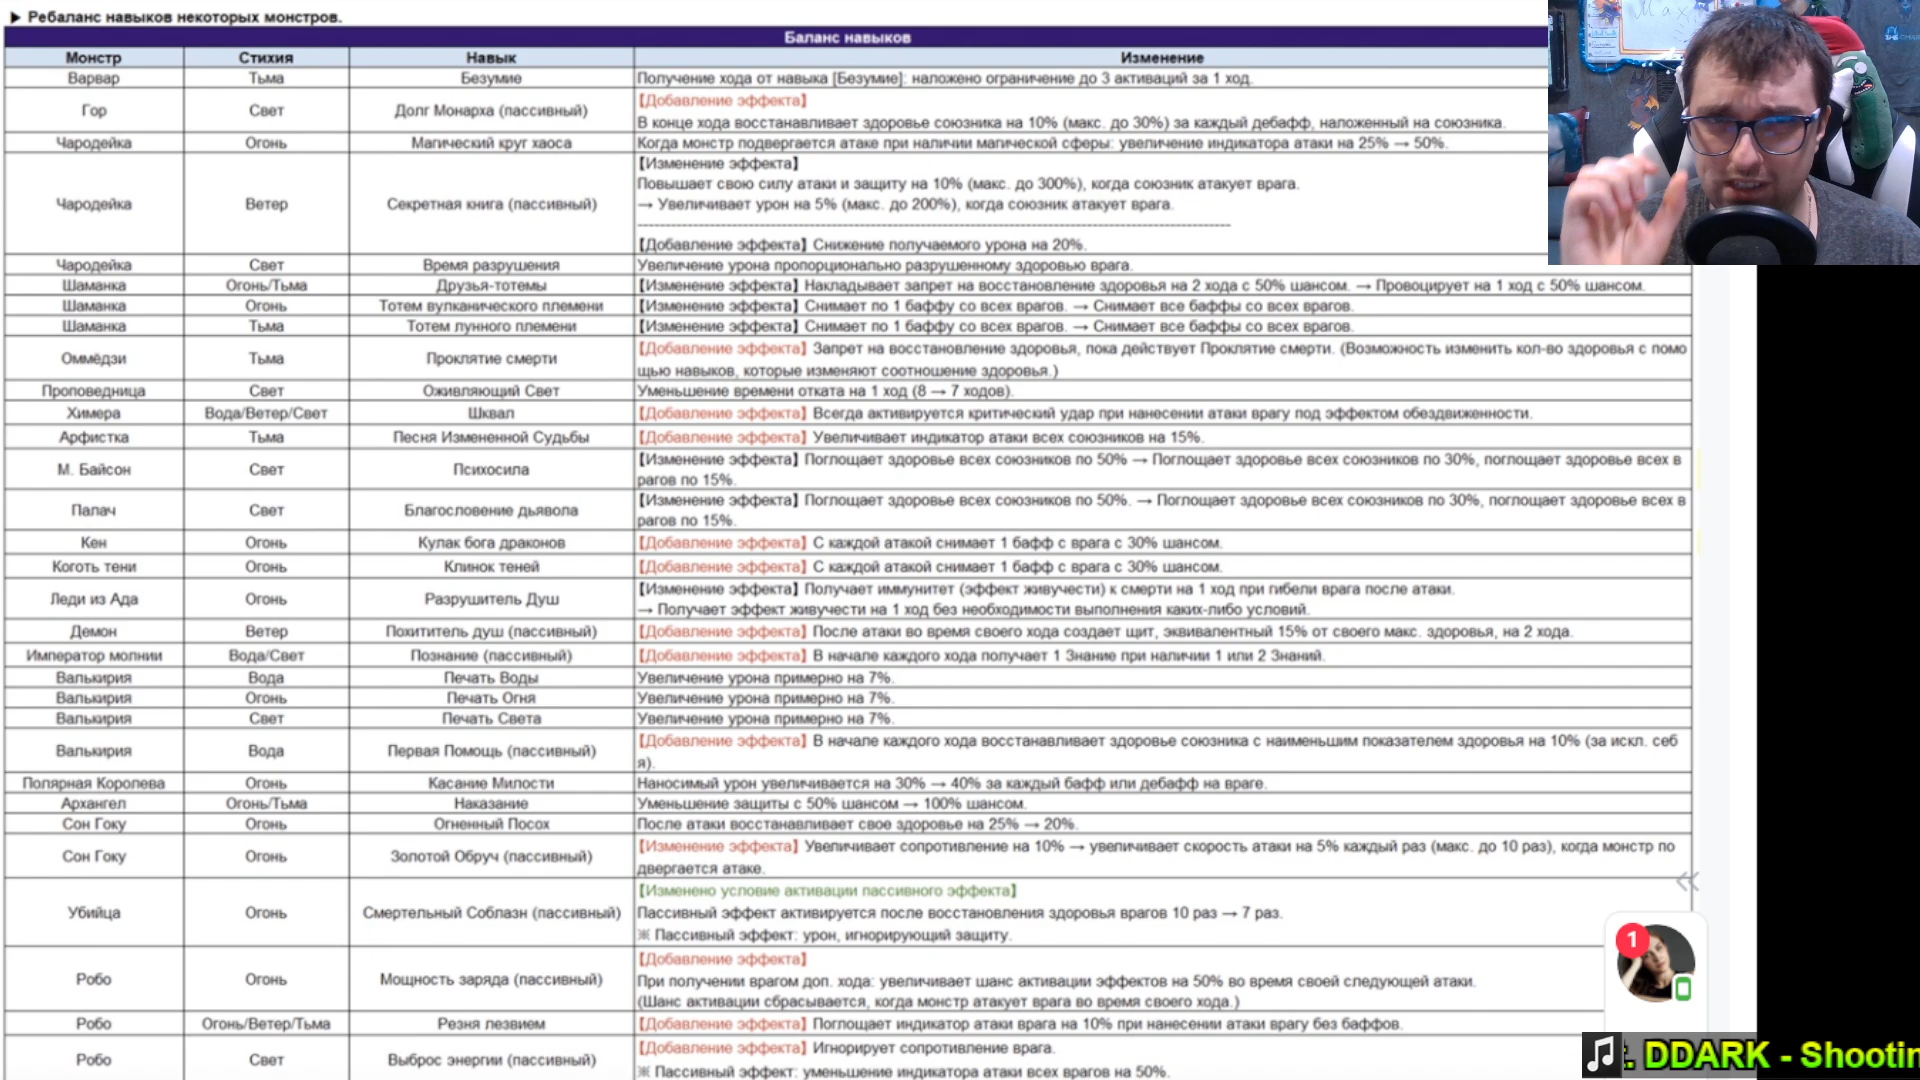 ▶ Ребаланс навыков некоторых монстров.
Баланс навыков
Монстр Стихия Навык Изменение
Варвар Тьма Безумие Получение хода от навыка [Безумие]: наложено ограничение до 3 активаций за 1 ход.
Гор Свет Долг Монарха (пассивный) 【Добавление эффекта】
В конце хода восстанавливает здоровье союзника на 10% (макс. до 30%) за каждый дебафф, наложенный на союзника.
Чародейка Огонь Магический круг хаоса Когда монстр подвергается атаке при наличии магической сферы: увеличение индикатора атаки на 25% → 50%.
Чародейка Ветер Секретная книга (пассивный) 【Изменение эффекта】
Повышает свою силу атаки и защиту на 10% (макс. до 300%), когда союзник атакует врага.
→ Увеличивает урон на 5% (макс. до 200%), когда союзник атакует врага.
【Добавление эффекта】 Снижение получаемого урона на 20%.
Чародейка Свет Время разрушения Увеличение урона пропорционально разрушенному здоровью врага.
Шаманка Огонь/Тьма Друзья-тотемы 【Изменение эффекта】 Накладывает запрет на восстановление здоровья на 2 хода с 50% шансом. → Провоцирует на 1 ход с 50% шансом.
Шаманка Огонь Тотем вулканического племени 【Изменение эффекта】 Снимает по 1 баффу со всех врагов. → Снимает все баффы со всех врагов.
Шаманка Тьма Тотем лунного племени 【Изменение эффекта】 Снимает по 1 баффу со всех врагов. → Снимает все баффы со всех врагов.
Оммёдзи Тьма Проклятие смерти 【Добавление эффекта】 Запрет на восстановление здоровья, пока действует Проклятие смерти. (Возможность изменить кол-во здоровья с помо
щью навыков, которые изменяют соотношение здоровья.)
Проповедница Свет Оживляющий Свет Уменьшение времени отката на 1 ход (8 → 7 ходов).
Химера Вода/Ветер/Свет Шквал 【Добавление эффекта】 Всегда активируется критический удар при нанесении атаки врагу под эффектом обездвиженности.
Арфистка Тьма Песня Измененной Судьбы 【Добавление эффекта】 Увеличивает индикатор атаки всех союзников на 15%.
М. Байсон Свет Психосила 【Изменение эффекта】 Поглощает здоровье всех союзников по 50% → Поглощает здоровье всех союзников по 30%, поглощает здоровье всех в
рагов по 15%.
Палач Свет Благословение дьявола 【Изменение эффекта】 Поглощает здоровье всех союзников по 50%. → Поглощает здоровье всех союзников по 30%, поглощает здоровье всех в
рагов по 15%.
Кен Огонь Кулак бога драконов 【Добавление эффекта】 С каждой атакой снимает 1 бафф с врага с 30% шансом.
Коготь тени Огонь Клинок теней 【Добавление эффекта】 С каждой атакой снимает 1 бафф с врага с 30% шансом.
Леди из Ада Огонь Разрушитель Душ 【Изменение эффекта】 Получает иммунитет (эффект живучести) к смерти на 1 ход при гибели врага после атаки.
→ Получает эффект живучести на 1 ход без необходимости выполнения каких-либо условий.
Демон Ветер Похититель душ (пассивный) 【Добавление эффекта】 После атаки во время своего хода создает щит, эквивалентный 15% от своего макс. здоровья, на 2 хода.
Император молнии Вода/Свет Познание (пассивный) 【Добавление эффекта】 В начале каждого хода получает 1 Знание при наличии 1 или 2 Знаний.
Валькирия Вода Печать Воды Увеличение урона примерно на 7%.
Валькирия Огонь Печать Огня Увеличение урона примерно на 7%.
Валькирия Свет Печать Света Увеличение урона примерно на 7%.
Валькирия Вода Первая Помощь (пассивный) 【Добавление эффекта】 В начале каждого хода восстанавливает здоровье союзника с наименьшим показателем здоровья на 10% (за искл. себ
я).
Полярная Королева Огонь Касание Милости Наносимый урон увеличивается на 30% → 40% за каждый бафф или дебафф на враге.
Архангел Огонь/Тьма Наказание Уменьшение защиты с 50% шансом → 100% шансом.
Сон Гоку Огонь Огненный Посох После атаки восстанавливает свое здоровье на 25% → 20%.
Сон Гоку Огонь Золотой Обруч (пассивный) 【Изменение эффекта】 Увеличивает сопротивление на 10% → увеличивает скорость атаки на 5% каждый раз (макс. до 10 раз), когда монстр по
двергается атаке.
Убийца Огонь Смертельный Соблазн (пассивный) 【Изменено условие активации пассивного эффекта】
Пассивный эффект активируется после восстановления здоровья врагов 10 раз → 7 раз.
※ Пассивный эффект: урон, игнорирующий защиту.
Робо Огонь Мощность заряда (пассивный) 【Добавление эффекта】
При получении врагом доп. хода: увеличивает шанс активации эффектов на 50% во время своей следующей атаки.
(Шанс активации сбрасывается, когда монстр атакует врага во время своего хода.)
Робо Огонь/Ветер/Тьма Резня лезвием 【Добавление эффекта】 Поглощает индикатор атаки врага на 10% при нанесении атаки врагу без баффов.
Робо Свет Выброс энергии (пассивный) 【Добавление эффекта】 Игнорирует сопротивление врага.
※ Пассивный эффект: уменьшение индикатора атаки всех врагов на 50%.
1
DDARK - Shootin